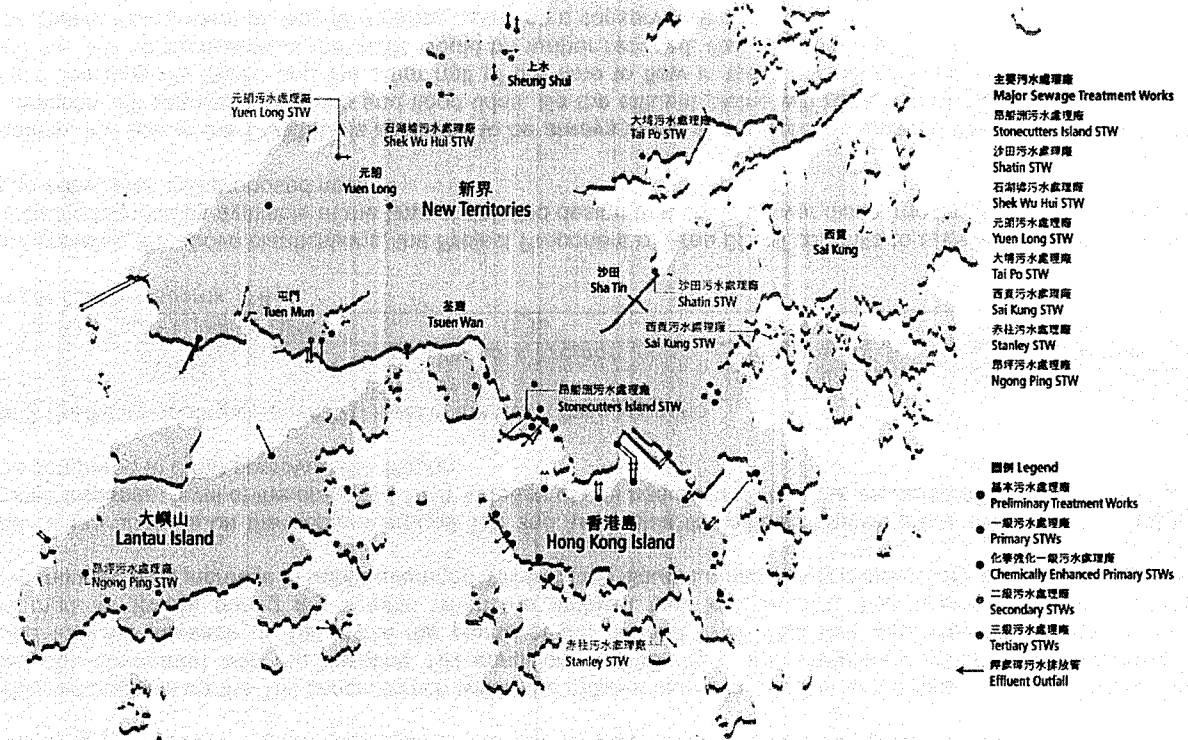 上水
Sheung Shui
元朗污水處理廠
Yuen Long STW
石湖墟污水處理廠
Shek Wu Hui STW
大埔污水處理廠
Tai Po STW
元朗
Yuen Long
新界
New Territories
西貢
Sai Kung
沙田
Sha Tin
沙田污水處理廠
Shatin STW
屯門
Tuen Mun
荃灣
Tsuen Wan
西貢污水處理廠
Sai Kung STW
昂船洲污水處理廠
Stonecutters Island STW
大嶼山
Lantau Island
香港島
Hong Kong Island
昂坪污水處理廠
Ngong Ping STW
赤柱污水處理廠
Stanley STW
主要污水處理廠
Major Sewage Treatment Works
昂船洲污水處理廠
Stonecutters Island STW
沙田污水處理廠
Shatin STW
石湖墟污水處理廠
Shek Wu Hui STW
元朗污水處理廠
Yuen Long STW
大埔污水處理廠
Tai Po STW
西貢污水處理廠
Sai Kung STW
赤柱污水處理廠
Stanley STW
昂坪污水處理廠
Ngong Ping STW
圖例 Legend
基本污水處理廠
Preliminary Treatment Works
一級污水處理廠
Primary STWs
化學強化一級污水處理廠
Chemically Enhanced Primary STWs
二級污水處理廠
Secondary STWs
三級污水處理廠
Tertiary STWs
經處理污水排放管
Effluent Outfall